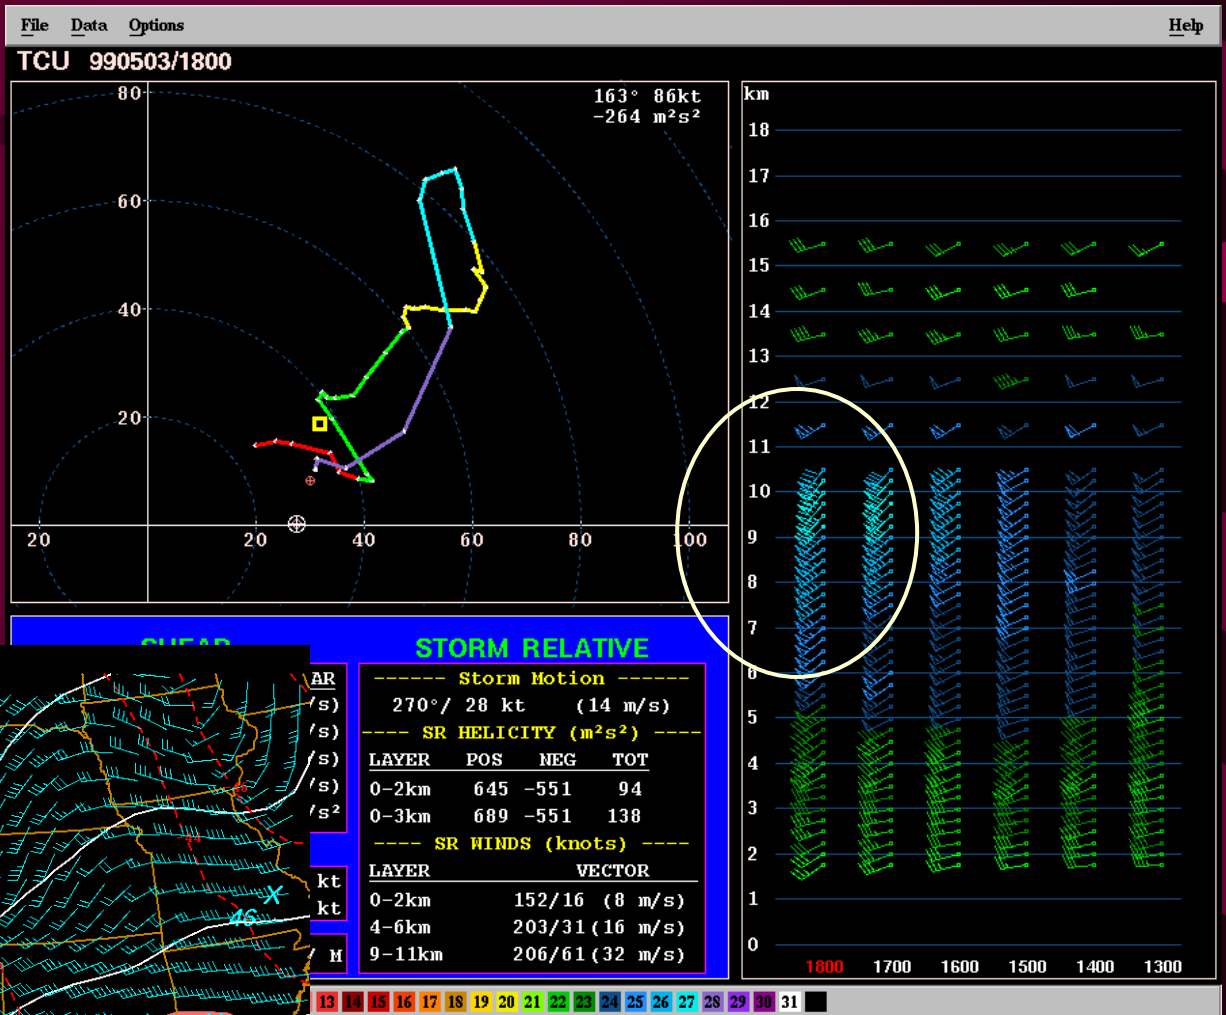 File Data Options Help
TCU 990503/1800
163° 86kt
-264 m²s²
80
60
40
20
20 20 40 60 80 100
km
18
17
16
15
14
13
12
11
10
9
8
7
6
5
4
3
2
1
0
1800 1700 1600 1500 1400 1300
STORM RELATIVE
------ Storm Motion ------
270°/ 28 kt (14 m/s)
---- SR HELICITY (m²s²) ----
LAYER POS NEG TOT
0-2km 645 -551 94
0-3km 689 -551 138
---- SR WINDS (knots) ----
LAYER VECTOR
0-2km 152/16 (8 m/s)
4-6km 203/31 (16 m/s)
9-11km 206/61 (32 m/s)
AR
/s)
/s)
/s)
/s)
/s²
kt
kt
/ M
X
46
13 14 15 16 17 18 19 20 21 22 23 24 25 26 27 28 29 30 31